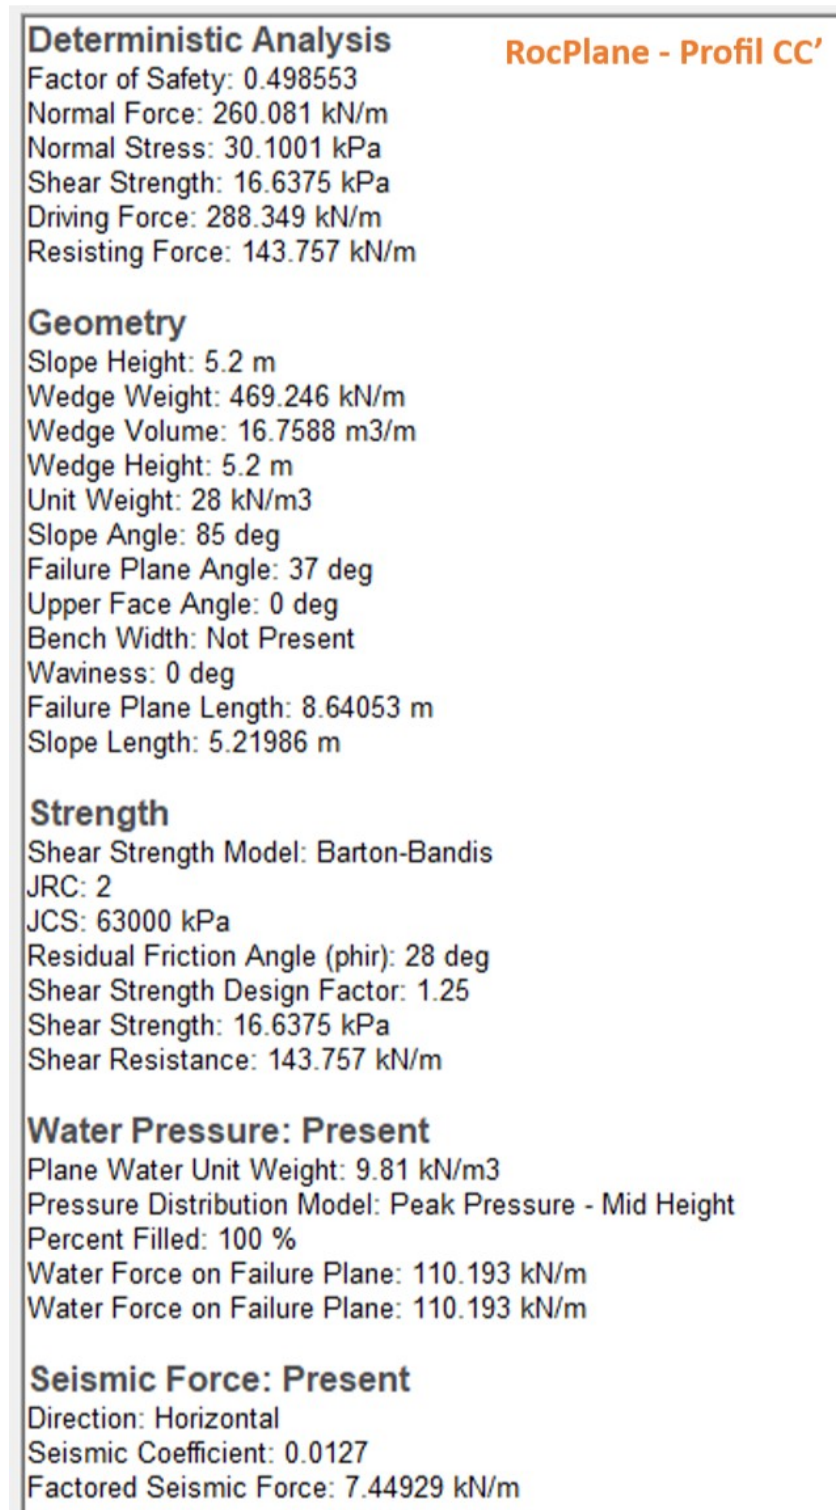 Deterministic Analysis
RocPlane - Profil CC’
Factor of Safety: 0.498553
Normal Force: 260.081 kN/m
Normal Stress: 30.1001 kPa
Shear Strength: 16.6375 kPa
Driving Force: 288.349 kN/m
Resisting Force: 143.757 kN/m
Geometry
Slope Height: 5.2 m
Wedge Weight: 469.246 kN/m
Wedge Volume: 16.7588 m3/m
Wedge Height: 5.2 m
Unit Weight: 28 kN/m3
Slope Angle: 85 deg
Failure Plane Angle: 37 deg
Upper Face Angle: 0 deg
Bench Width: Not Present
Waviness: 0 deg
Failure Plane Length: 8.64053 m
Slope Length: 5.21986 m
Strength
Shear Strength Model: Barton-Bandis
JRC: 2
JCS: 63000 kPa
Residual Friction Angle (phir): 28 deg
Shear Strength Design Factor: 1.25
Shear Strength: 16.6375 kPa
Shear Resistance: 143.757 kN/m
Water Pressure: Present
Plane Water Unit Weight: 9.81 kN/m3
Pressure Distribution Model: Peak Pressure - Mid Height
Percent Filled: 100 %
Water Force on Failure Plane: 110.193 kN/m
Water Force on Failure Plane: 110.193 kN/m
Seismic Force: Present
Direction: Horizontal
Seismic Coefficient: 0.0127
Factored Seismic Force: 7.44929 kN/m